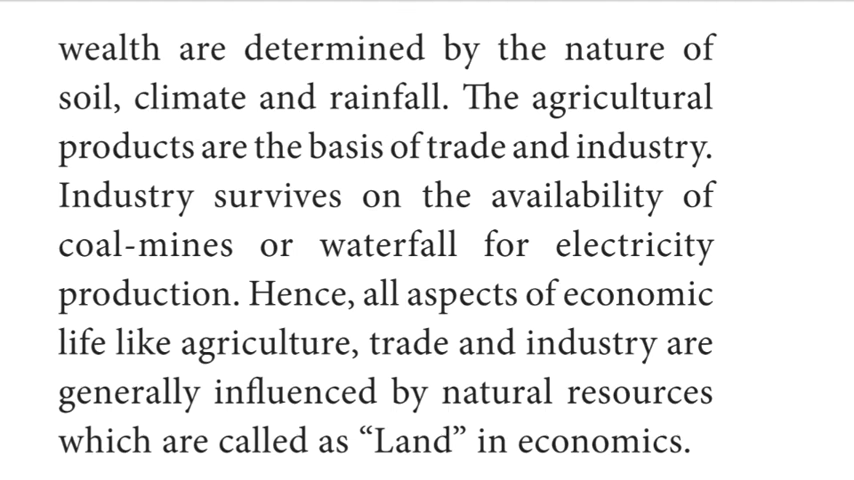 wealth are determined by the nature of
soil, climate and rainfall. The agricultural
products are the basis of trade and industry.
Industry survives on the availability of
coal-mines or waterfall for electricity
production. Hence, all aspects of economic
life like agriculture, trade and industry are
generally influenced by natural resources
which are called as “Land” in economics.